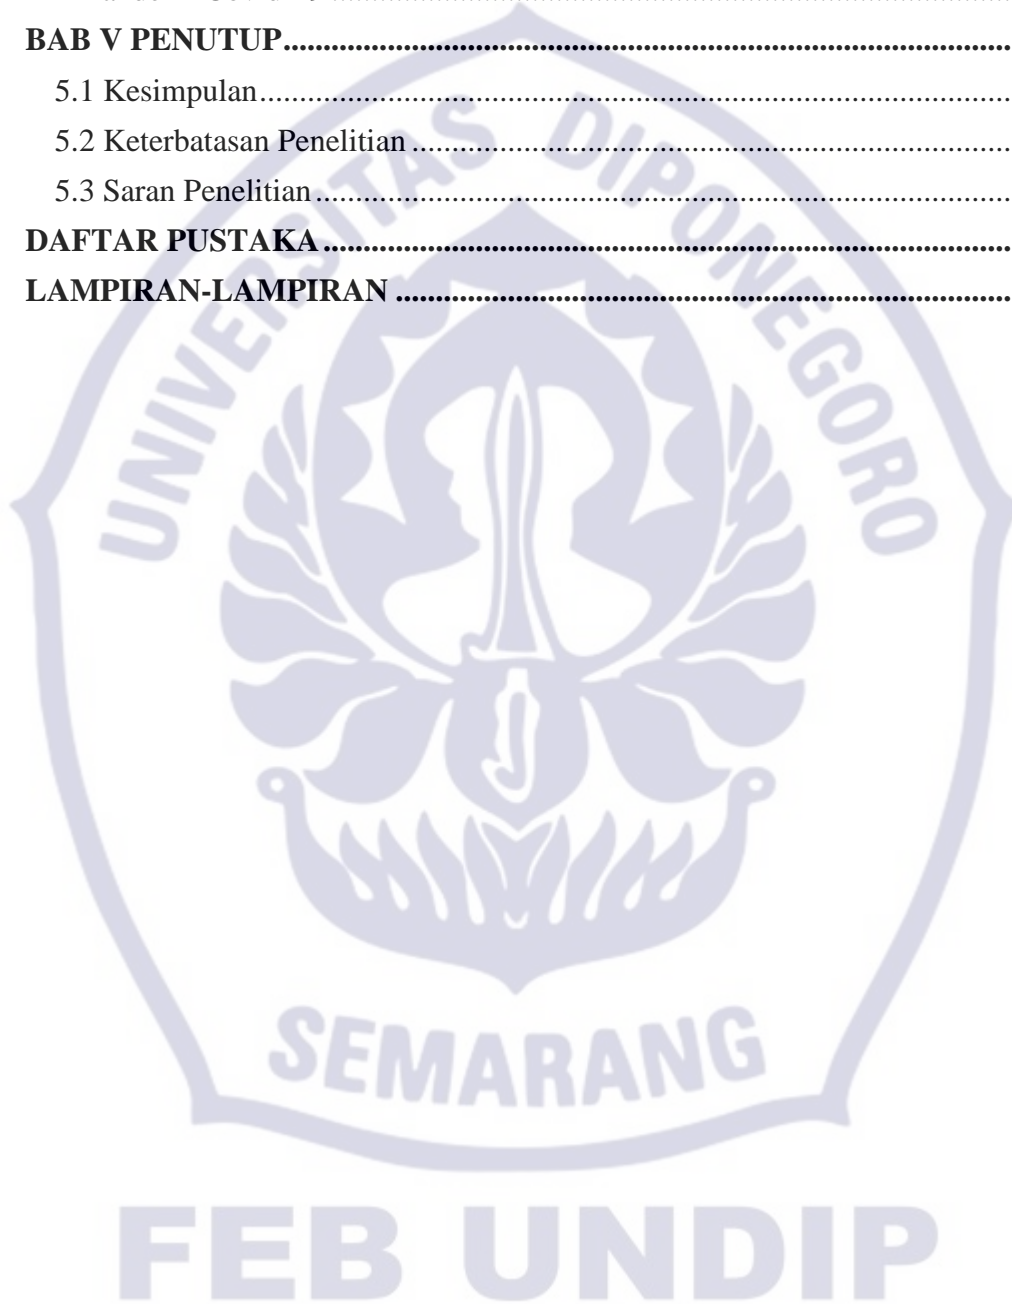 BAB V PENUTUP...........................................................................................
5.1 Kesimpulan...............................................................................................
5.2 Keterbatasan Penelitian ...........................................................................
5.3 Saran Penelitian.......................................................................................
DAFTAR PUSTAKA......................................................................................
LAMPIRAN-LAMPIRAN .............................................................................
UNIVERSITAS DIPONEGORO
SEMARANG
FEB UNDIP